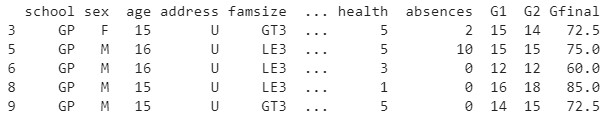 school sex age address famsize ... health absences G1 G2 Gfinal
3 GP F 15 U GT3 ... 5 2 15 14 72.5
5 GP M 16 U LE3 ... 5 10 15 15 75.0
6 GP M 16 U LE3 ... 3 0 12 12 60.0
8 GP M 15 U LE3 ... 1 0 16 18 85.0
9 GP M 15 U GT3 ... 5 0 14 15 72.5